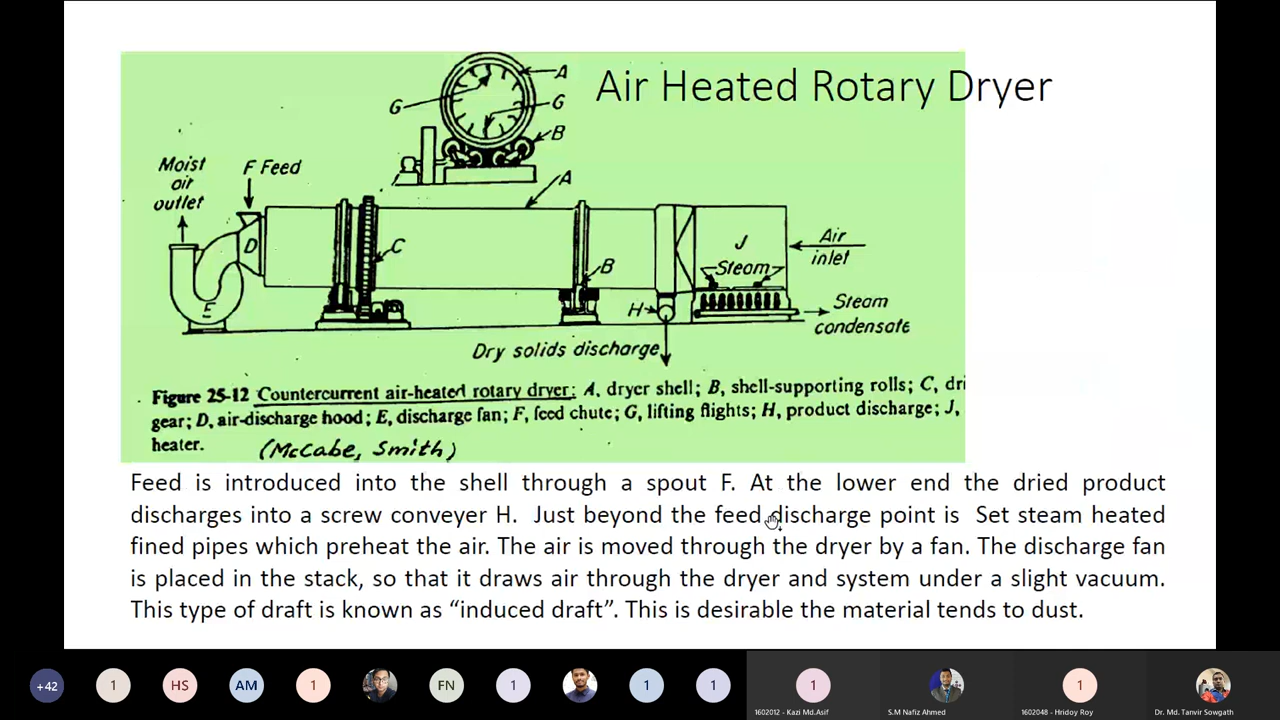 Air Heated Rotary Dryer
A
G
G
B
Moist
air
outlet
F Feed
A
D
C
J
Air
inlet
Steam
B
E
H
Steam
condensate
Dry solids discharge
Figure 25-12 Countercurrent air-heated rotary dryer: A, dryer shell; B, shell-supporting rolls; C, dri
gear; D, air-discharge hood; E, discharge fan; F, feed chute; G, lifting flights; H, product discharge; J,
heater. (McCabe, Smith)
Feed is introduced into the shell through a spout F. At the lower end the dried product
discharges into a screw conveyer H. Just beyond the feed discharge point is Set steam heated
fined pipes which preheat the air. The air is moved through the dryer by a fan. The discharge fan
is placed in the stack, so that it draws air through the dryer and system under a slight vacuum.
This type of draft is known as “induced draft”. This is desirable the material tends to dust.
+42
1
HS
AM
1
FN
1
1
1
1
1
1602012 - Kazi Md.Asif
S.M Nafiz Ahmed
1602048 - Hridoy Roy
Dr. Md. Tanvir Sowgath